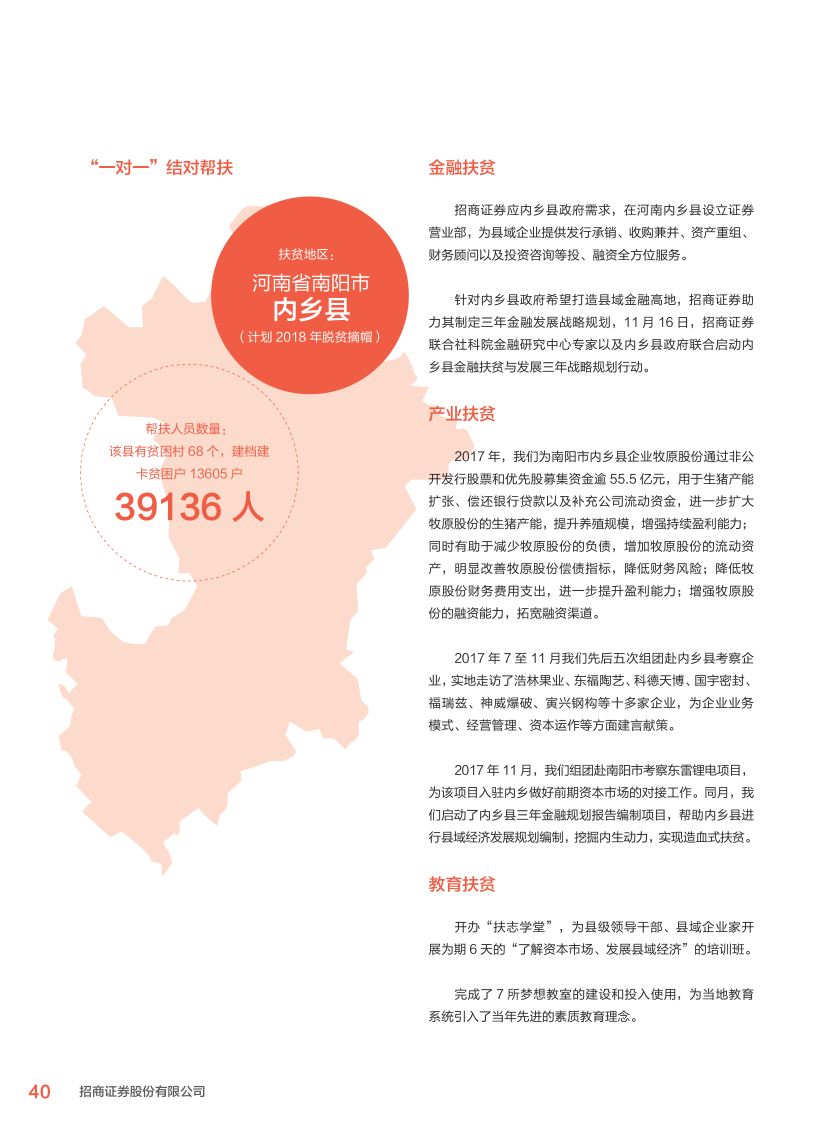 “一对一”结对帮扶
扶贫地区：
河南省南阳市
内乡县
（计划 2018 年脱贫摘帽）
帮扶人员数量：
该县有贫困村 68 个，建档建
卡贫困户 13605 户
39136 人
金融扶贫
招商证券应内乡县政府需求，在河南内乡县设立证券
营业部，为县域企业提供发行承销、收购兼并、资产重组、
财务顾问以及投资咨询等投、融资全方位服务。
针对内乡县政府希望打造县域金融高地，招商证券助
力其制定三年金融发展战略规划，11 月 16 日，招商证券
联合社科院金融研究中心专家以及内乡县政府联合启动内
乡县金融扶贫与发展三年战略规划行动。
产业扶贫
2017 年，我们为南阳市内乡县企业牧原股份通过非公
开发行股票和优先股募集资金逾 55.5 亿元，用于生猪产能
扩张、偿还银行贷款以及补充公司流动资金，进一步扩大
牧原股份的生猪产能，提升养殖规模，增强持续盈利能力；
同时有助于减少牧原股份的负债，增加牧原股份的流动资
产，明显改善牧原股份偿债指标，降低财务风险；降低牧
原股份财务费用支出，进一步提升盈利能力；增强牧原股
份的融资能力，拓宽融资渠道。
2017 年 7 至 11 月我们先后五次组团赴内乡县考察企
业，实地走访了浩林果业、东福陶艺、科德天博、国宇密封、
福瑞兹、神威爆破、寅兴钢构等十多家企业，为企业业务
模式、经营管理、资本运作等方面建言献策。
2017 年 11 月，我们组团赴南阳市考察东雷锂电项目，
为该项目入驻内乡做好前期资本市场的对接工作。同月，我
们启动了内乡县三年金融规划报告编制项目，帮助内乡县进
行县域经济发展规划编制，挖掘内生动力，实现造血式扶贫。
教育扶贫
开办“扶志学堂”，为县级领导干部、县域企业家开
展为期 6 天的“了解资本市场、发展县域经济”的培训班。
完成了 7 所梦想教室的建设和投入使用，为当地教育
系统引入了当年先进的素质教育理念。
40 招商证券股份有限公司